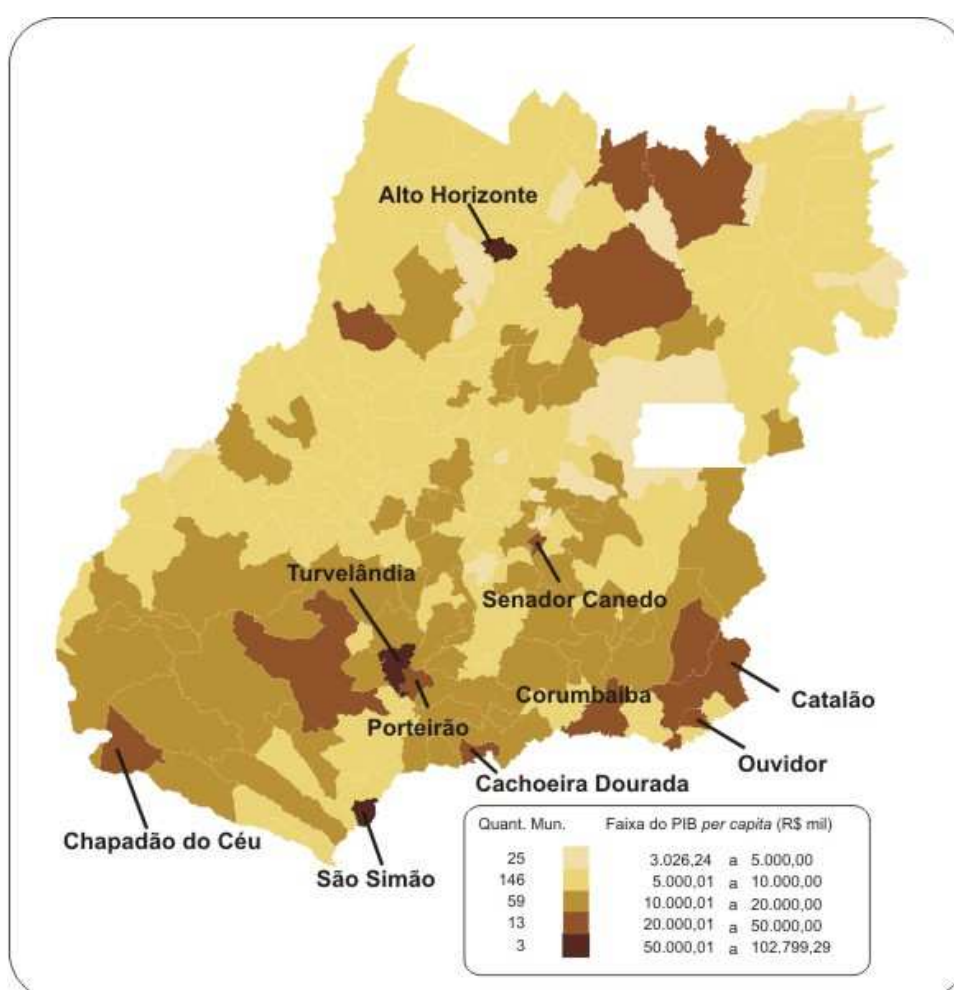 Alto Horizonte
Turvelândia
Senador Canedo
Corumbaiba
Catalão
Porteirão
Ouvidor
Cachoeira Dourada
Chapadão do Céu
São Simão
Quant. Mun. Faixa do PIB per capita (R$ mil)
25 3.026,24 a 5.000,00
146 5.000,01 a 10.000,00
59 10.000,01 a 20.000,00
13 20.000,01 a 50.000,00
3 50.000,01 a 102.799,29